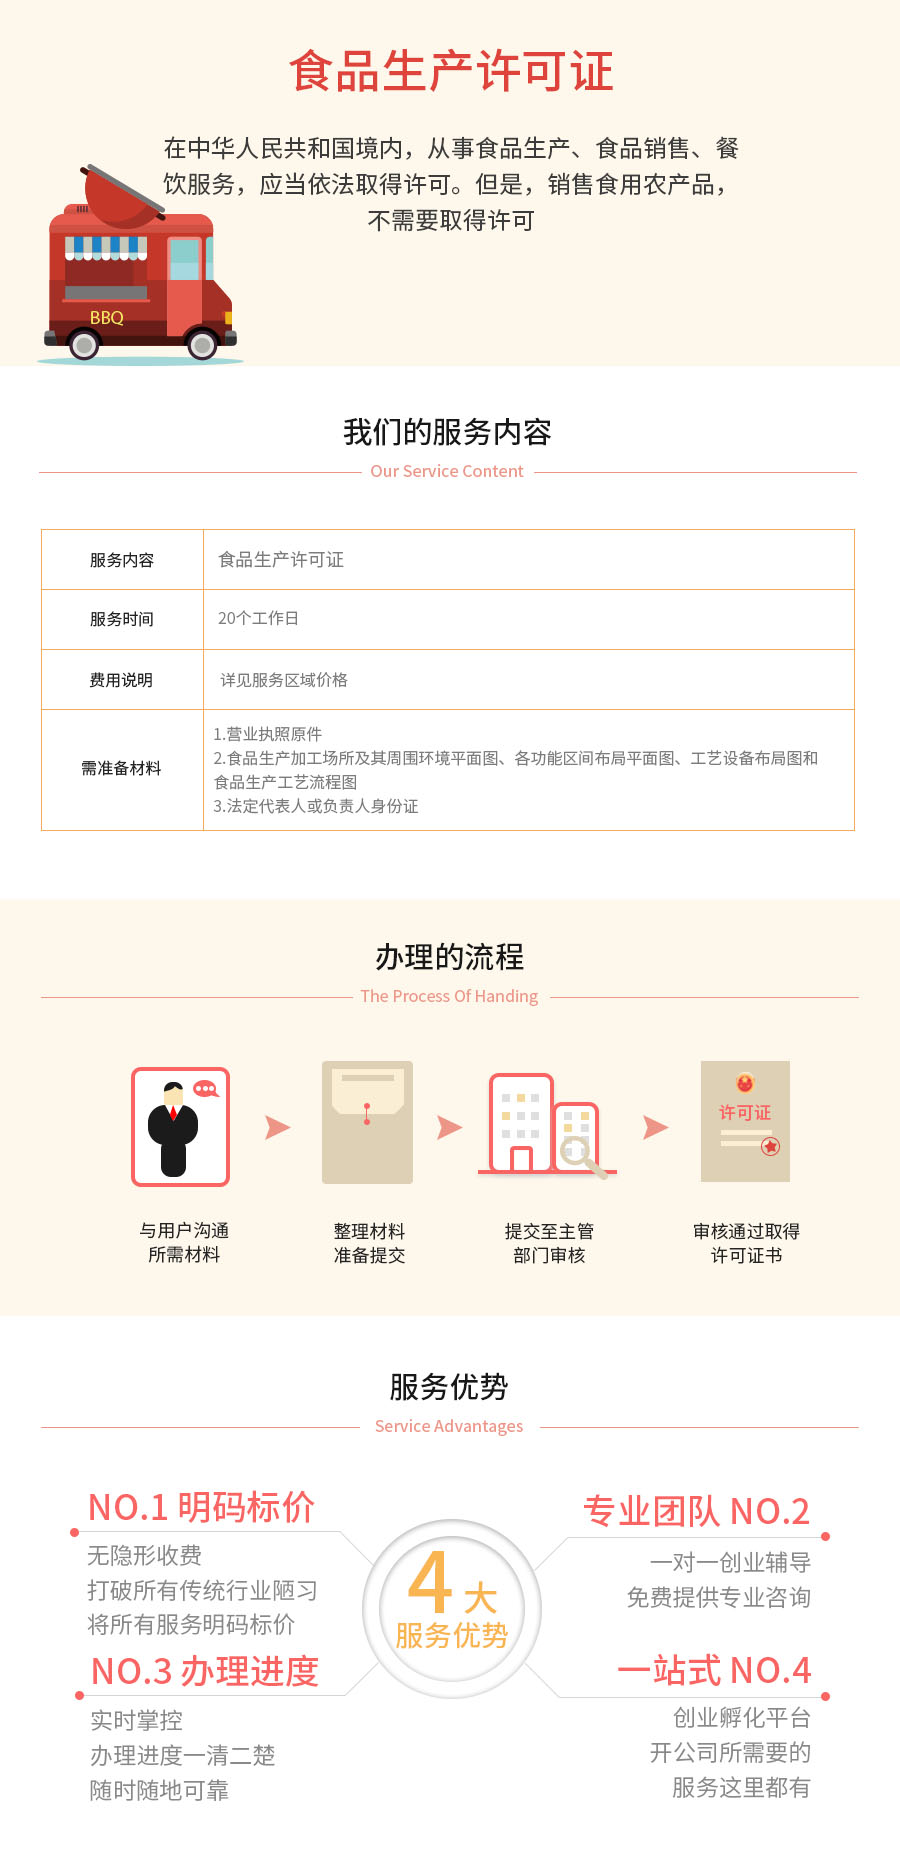 食品生产许可证
在中华人民共和国境内，从事食品生产、食品销售、餐
饮服务，应当依法取得许可。但是，销售食用农产品，
不需要取得许可
BBQ
我们的服务内容
Our Service Content
服务内容
食品生产许可证
服务时间
20个工作日
费用说明
详见服务区域价格
需准备材料
1.营业执照原件
2.食品生产加工场所及其周围环境平面图、各功能区间布局平面图、工艺设备布局图和
食品生产工艺流程图
3.法定代表人或负责人身份证
办理的流程
The Process Of Handing
许可证
与用户沟通
所需材料
整理材料
准备提交
提交至主管
部门审核
审核通过取得
许可证书
服务优势
Service Advantages
NO.1 明码标价
无隐形收费
打破所有传统行业陋习
将所有服务明码标价
专业团队 NO.2
一对一创业辅导
免费提供专业咨询
4 大
服务优势
NO.3 办理进度
实时掌控
办理进度一清二楚
随时随地可靠
一站式 NO.4
创业孵化平台
开公司所需要的
服务这里都有